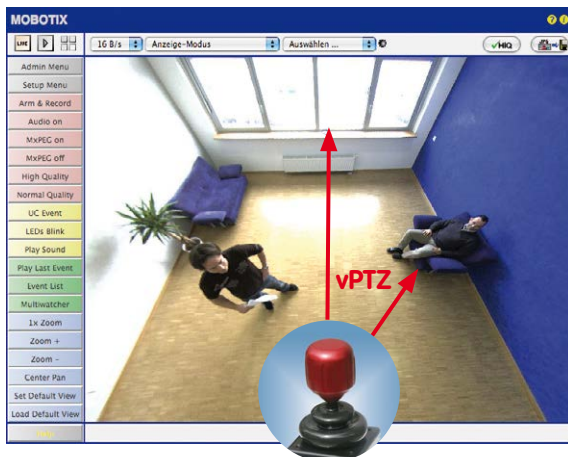 MOBOTIX
LIVE
16 B/s Anzeige-Modus Auswählen ... HIQ
Admin Menu
Setup Menu
Arm & Record
Audio on
MxPEG on
MxPEG off
High Quality
Normal Quality
UC Event
LEDs Blink
Play Sound
Play Last Event
Event List
Multiwatcher
1x Zoom
Zoom +
Zoom -
Center Pan
Set Default View
Load Default View
vPTZ